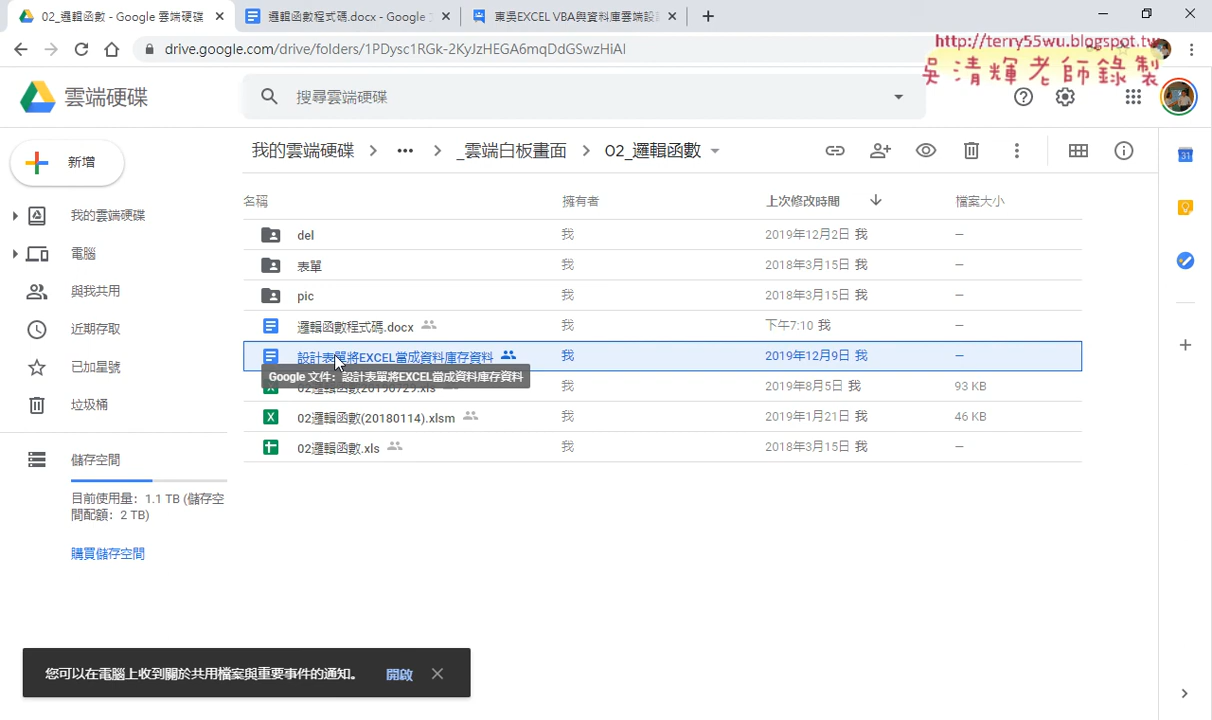 02_邏輯函數 - Google 雲端硬碟
邏輯函數程式碼.docx - Google
東吳EXCEL VBA與資料庫雲端設
drive.google.com/drive/folders/1PDysc1RGk-2KyJzHEGA6mqDdGSwzHiAI
http://terry55wu.blogspot.tw
吳清輝老師錄製
雲端硬碟
搜尋雲端硬碟
新增
我的雲端硬碟
•••
_雲端白板畫面
02_邏輯函數
31
名稱
擁有者
上次修改時間
檔案大小
我的雲端硬碟
電腦
與我共用
近期存取
已加星號
垃圾桶
儲存空間
目前使用量：1.1 TB (儲存空
間配額：2 TB)
購買儲存空間
del 我 2019年12月2日 我 —
表單 我 2018年3月15日 我 —
pic 我 2018年3月15日 我 —
邏輯函數程式碼.docx 我 下午7:10 我 —
設計表單將EXCEL當成資料庫存資料 我 2019年12月9日 我 —
Google 文件：設計表單將EXCEL當成資料庫存資料
02邏輯函數20190729.xls 我 2019年8月5日 我 93 KB
02邏輯函數(20180114).xlsm 我 2019年1月21日 我 46 KB
02邏輯函數.xls 我 2018年3月15日 我 —
您可以在電腦上收到關於共用檔案與重要事件的通知。 開啟